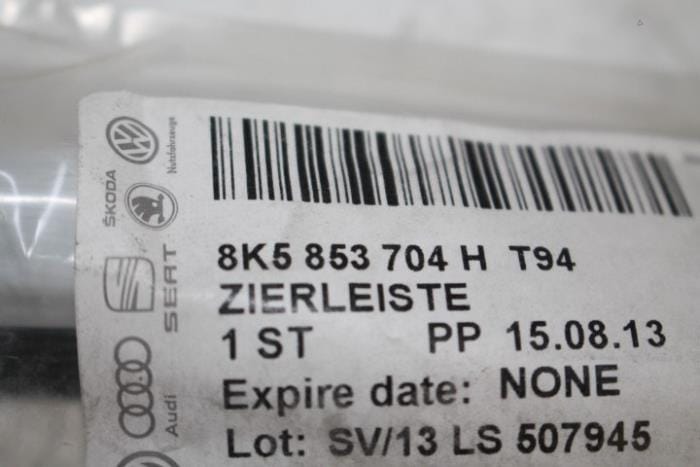 8K5 853 704 H T94
ZIERLEISTE
1 ST PP 15.08.13
Expire date: NONE
Lot: SV/13 LS 507945
Nutzfahrzeuge
ŠKODA
SEAT
Audi